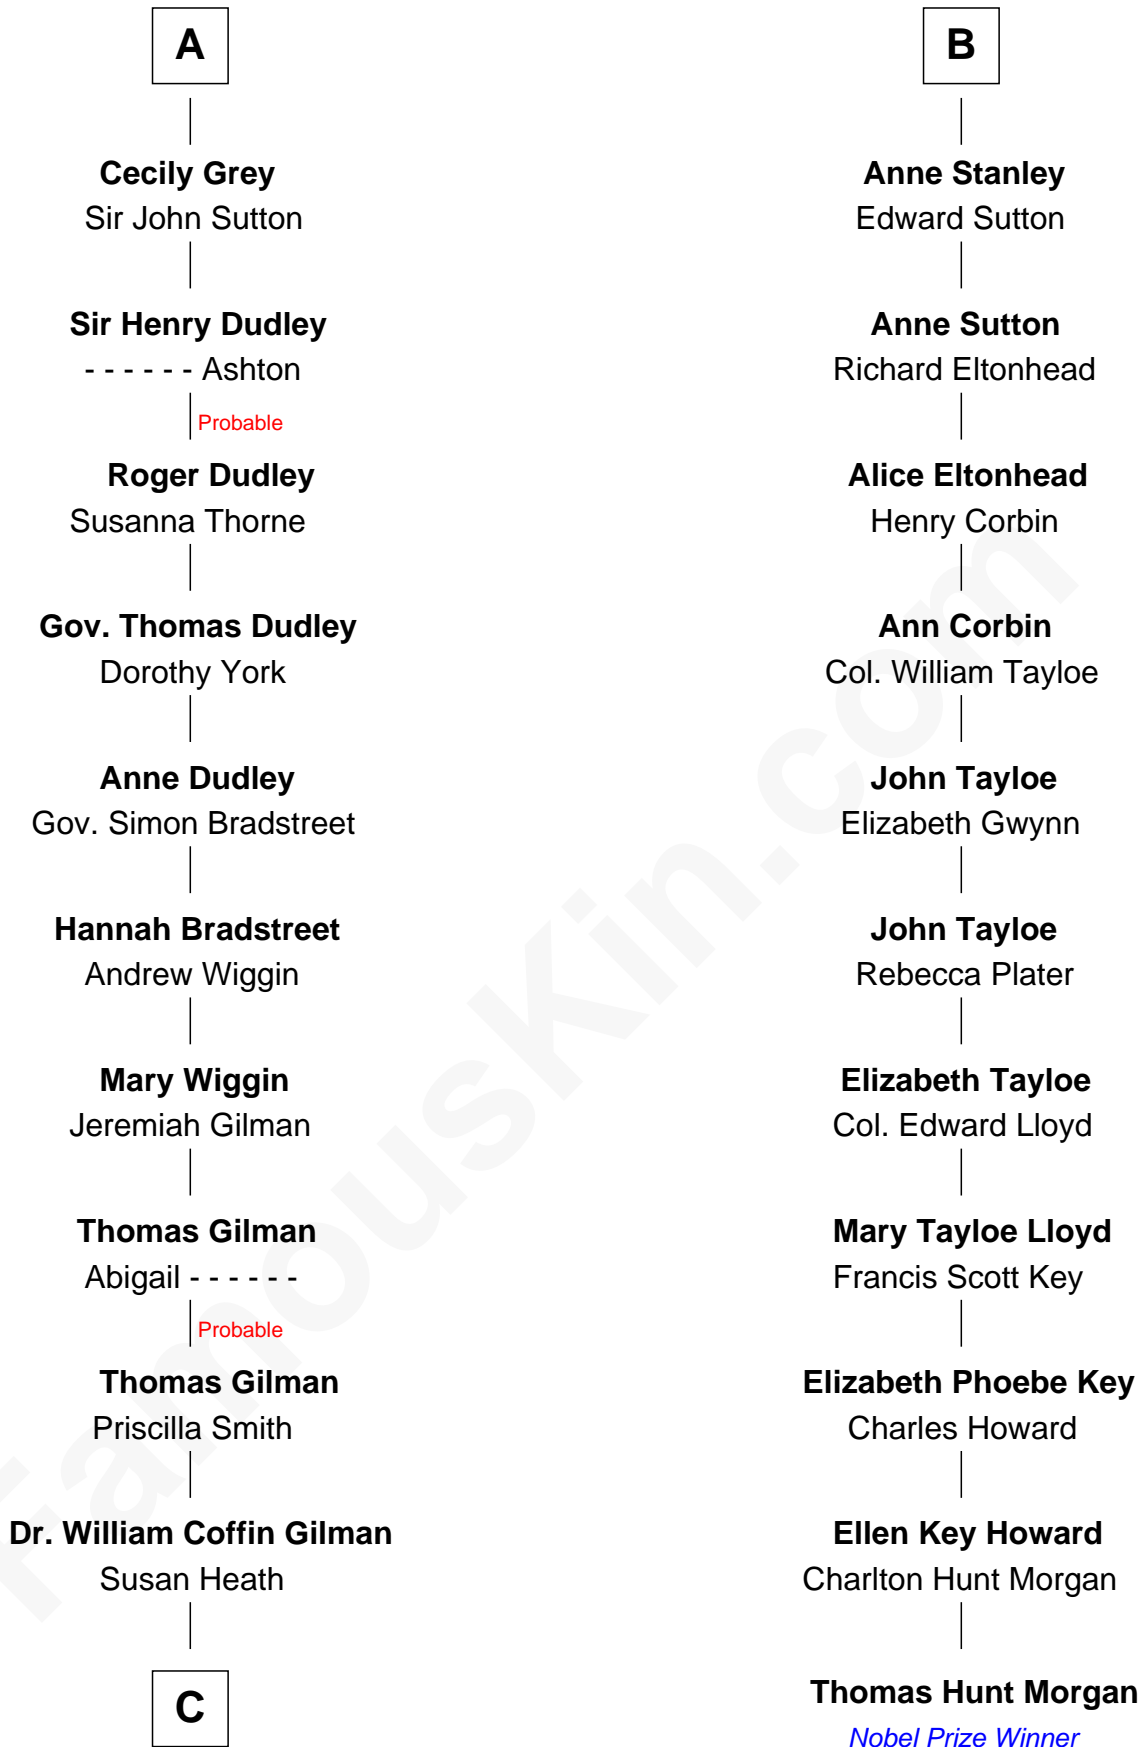 A
Cecily Grey
Sir John Sutton
Sir Henry Dudley
- - - - - - Ashton
Probable
Roger Dudley
Susanna Thorne
Gov. Thomas Dudley
Dorothy York
Anne Dudley
Gov. Simon Bradstreet
Hannah Bradstreet
Andrew Wiggin
Mary Wiggin
Jeremiah Gilman
Thomas Gilman
Abigail - - - - - -
Probable
Thomas Gilman
Priscilla Smith
Dr. William Coffin Gilman
Susan Heath
C
B
Anne Stanley
Edward Sutton
Anne Sutton
Richard Eltonhead
Alice Eltonhead
Henry Corbin
Ann Corbin
Col. William Tayloe
John Tayloe
Elizabeth Gwynn
John Tayloe
Rebecca Plater
Elizabeth Tayloe
Col. Edward Lloyd
Mary Tayloe Lloyd
Francis Scott Key
Elizabeth Phoebe Key
Charles Howard
Ellen Key Howard
Charlton Hunt Morgan
Thomas Hunt Morgan
Nobel Prize Winner
FamousKin.com